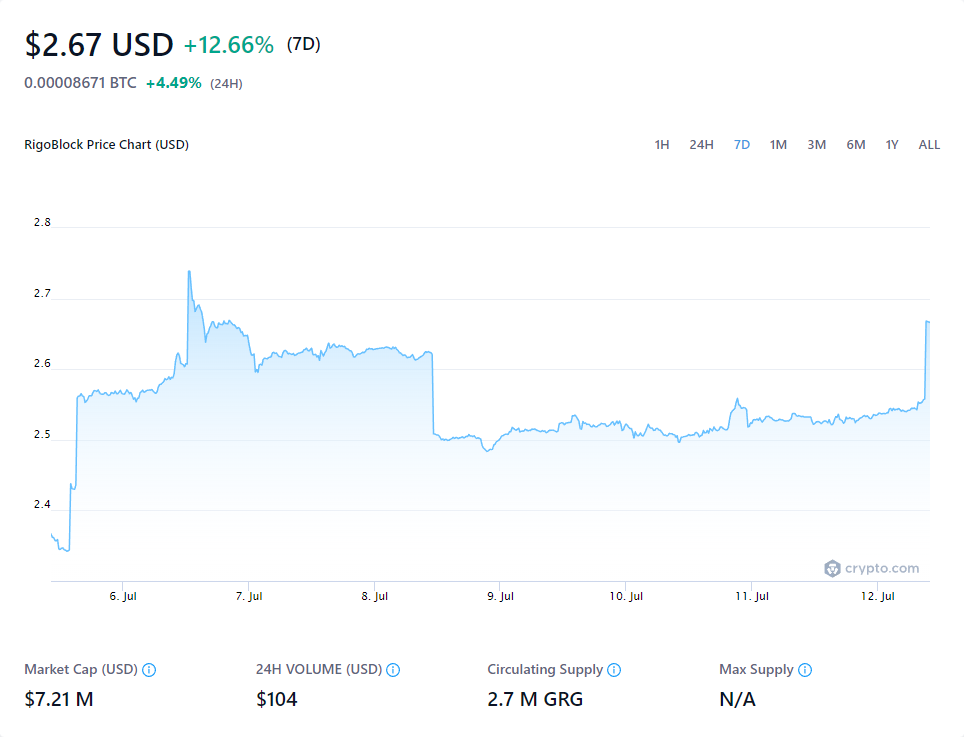 $2.67 USD +12.66% (7D)
0.00008671 BTC +4.49% (24H)
RigoBlock Price Chart (USD) 1H 24H 7D 1M 3M 6M 1Y ALL
2.8
2.7
2.6
2.5
2.4
crypto.com
6. Jul 7. Jul 8. Jul 9. Jul 10. Jul 11. Jul 12. Jul
Market Cap (USD) 24H VOLUME (USD) Circulating Supply Max Supply
$7.21 M $104 2.7 M GRG N/A